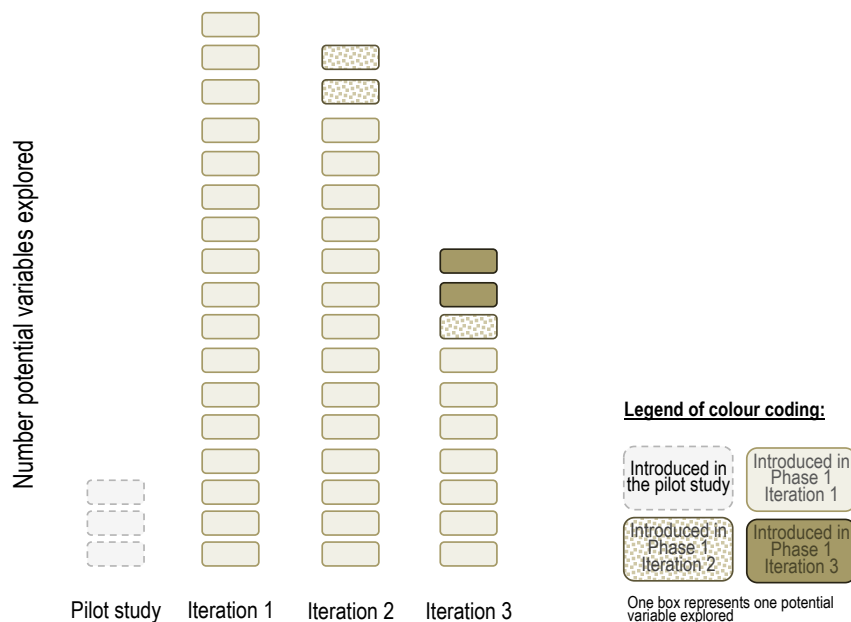 Number potential variables explored
Pilot study
Iteration 1
Iteration 2
Iteration 3
Legend of colour coding:
Introduced in
the pilot study
Introduced in
Phase 1
Iteration 1
Introduced in
Phase 1
Iteration 2
Introduced in
Phase 1
Iteration 3
One box represents one potential
variable explored